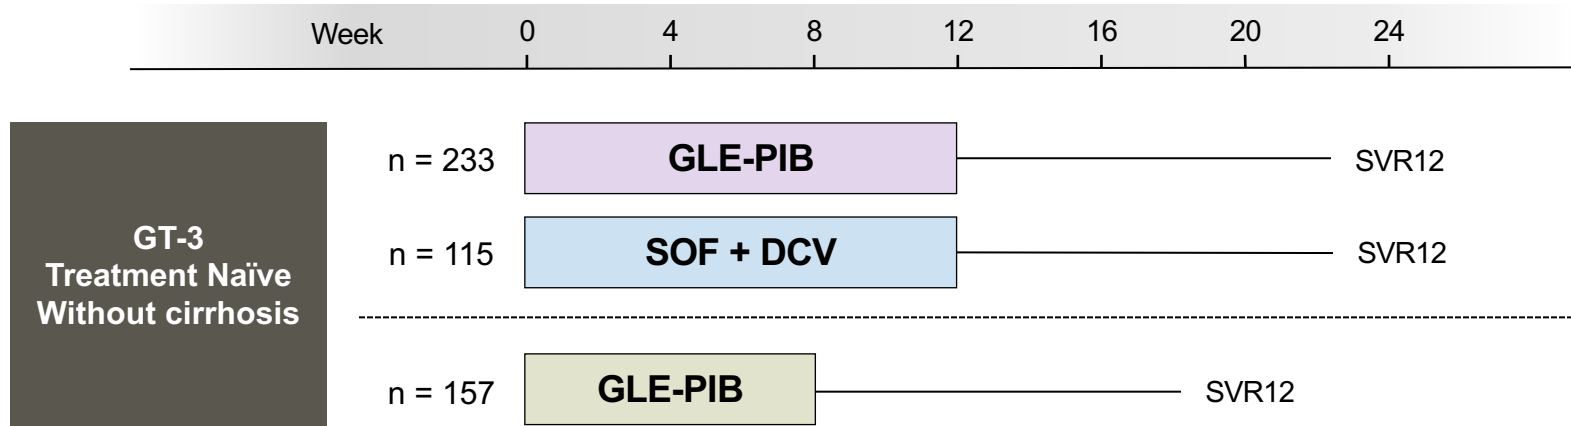 Week 0 4 8 12 16 20 24
GT-3
Treatment Naïve
Without cirrhosis
n = 233 GLE-PIB SVR12
n = 115 SOF + DCV SVR12
n = 157 GLE-PIB SVR12